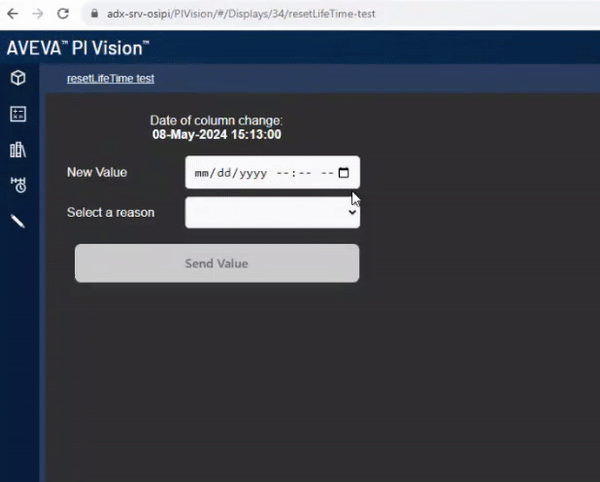 adx-srv-osipi/PIVision/#/Displays/34/resetLifeTime-test
AVEVA™ PI Vision™
resetLifeTime test
Date of column change:
08-May-2024 15:13:00
New Value
mm/dd/yyyy --:-- --
Select a reason
Send Value